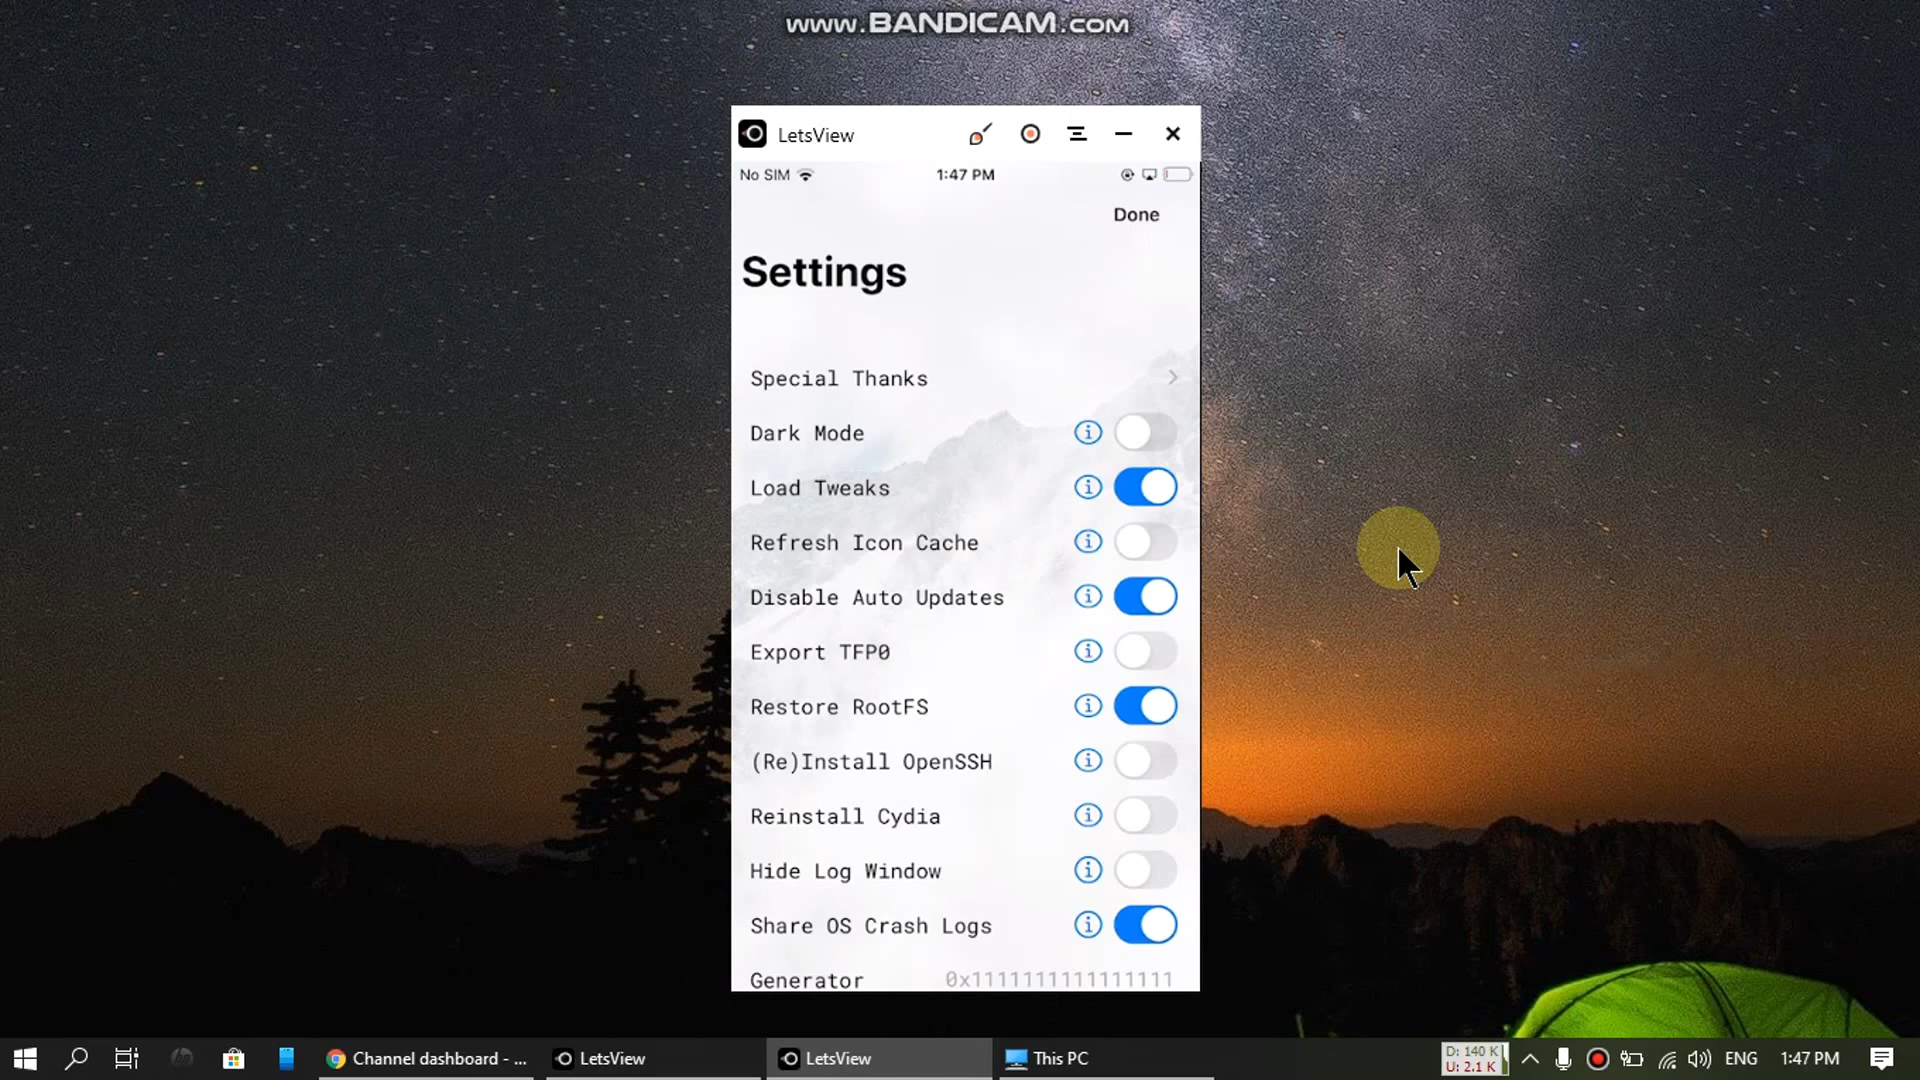 www.BANDICAM.com
LetsView
No SIM
1:47 PM
Done
Settings
Special Thanks
Dark Mode
Load Tweaks
Refresh Icon Cache
Disable Auto Updates
Export TFP0
Restore RootFS
(Re)Install OpenSSH
Reinstall Cydia
Hide Log Window
Share OS Crash Logs
Generator 0x1111111111111111
Channel dashboard - ...
LetsView
LetsView
This PC
D: 140 K
U: 2.1 K
ENG
1:47 PM